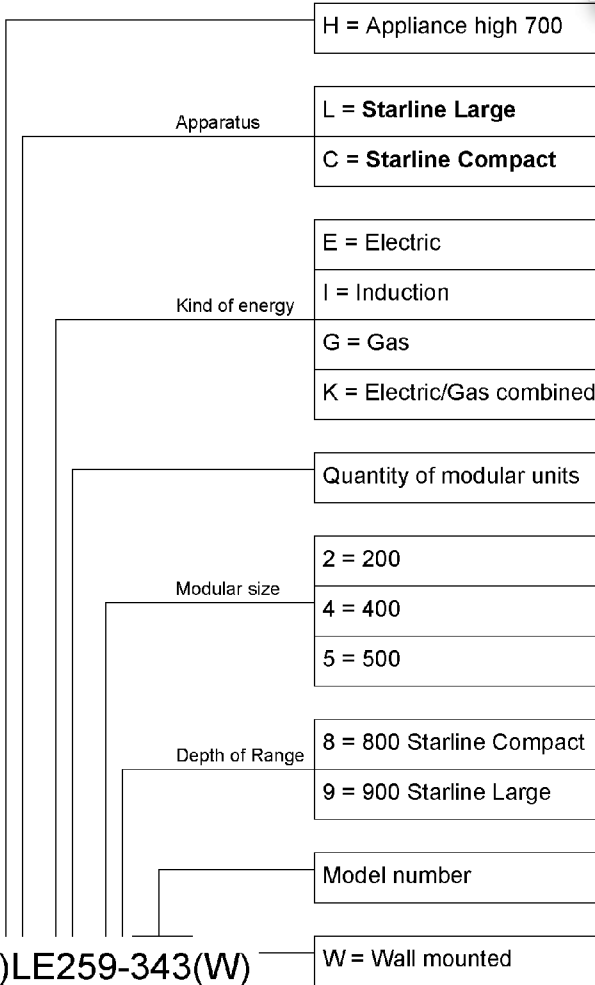 H = Appliance high 700
Apparatus
L = Starline Large
C = Starline Compact
E = Electric
I = Induction
Kind of energy
G = Gas
K = Electric/Gas combined
Quantity of modular units
2 = 200
Modular size
4 = 400
5 = 500
8 = 800 Starline Compact
Depth of Range
9 = 900 Starline Large
Model number
)LE259-343(W)
W = Wall mounted